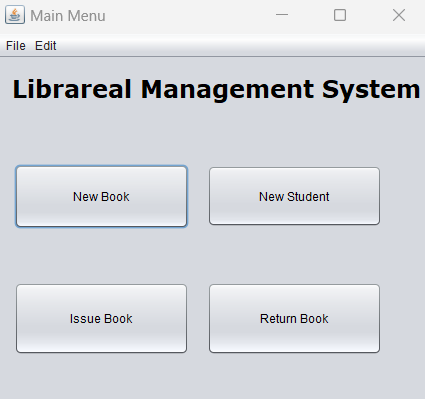 Main Menu
File Edit
Librareal Management System
New Book New Student
Issue Book Return Book